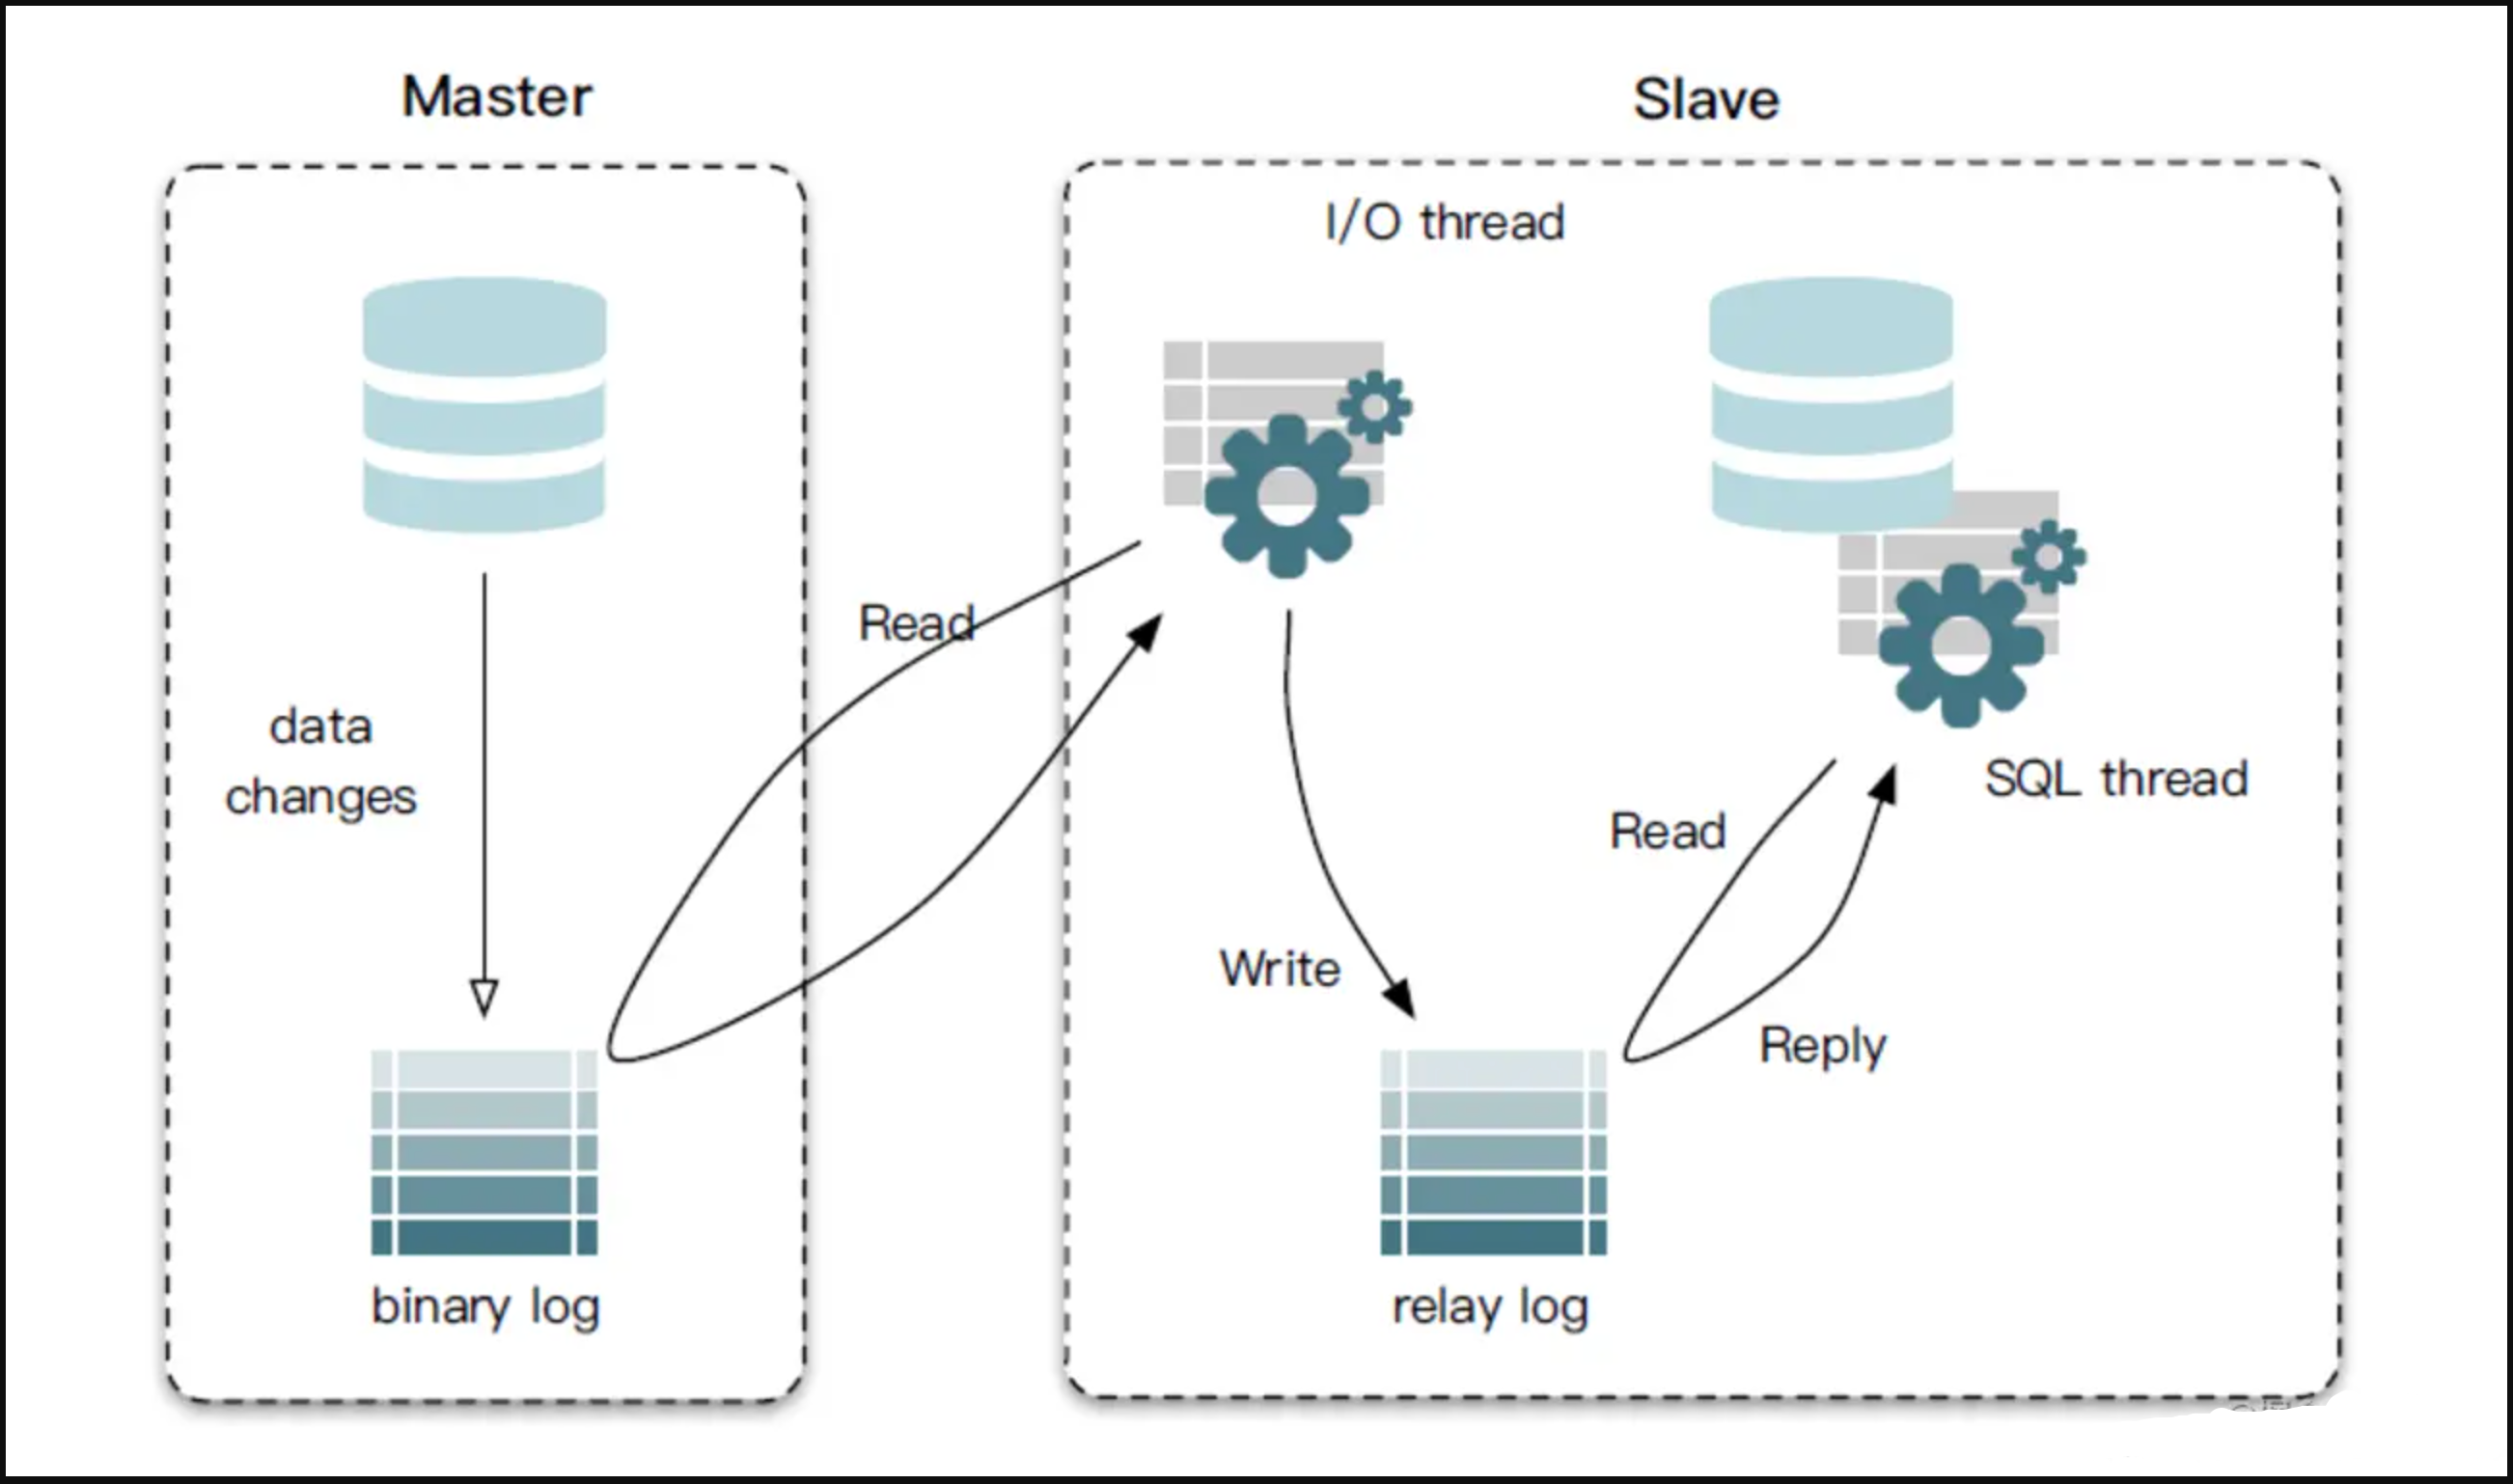 Master
Slave
I/O thread
Read
data
changes
SQL thread
Read
Write
Reply
binary log
relay log